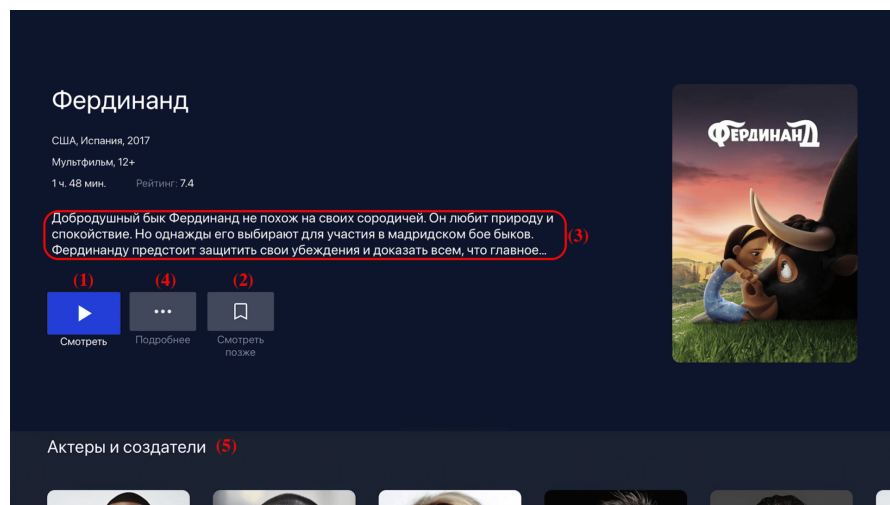 Фердинанд
США, Испания, 2017
Мультфильм, 12+
1 ч. 48 мин. Рейтинг: 7.4
Добродушный бык Фердинанд не похож на своих сородичей. Он любит природу и
спокойствие. Но однажды его выбирают для участия в мадридском бое быков.
Фердинанду предстоит защитить свои убеждения и доказать всем, что главное...
(3)
(1) (4) (2)
Смотреть Подробнее Смотреть
позже
ФЕРДИНАНД
Актеры и создатели (5)